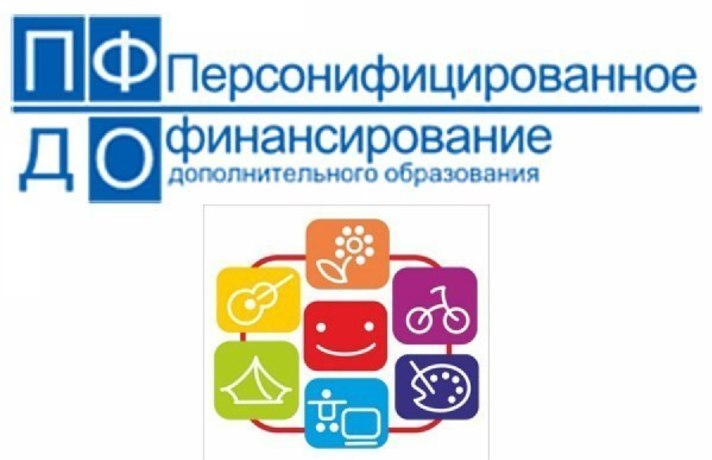 ПФ Персонифицированное
ДО финансирование
дополнительного образования